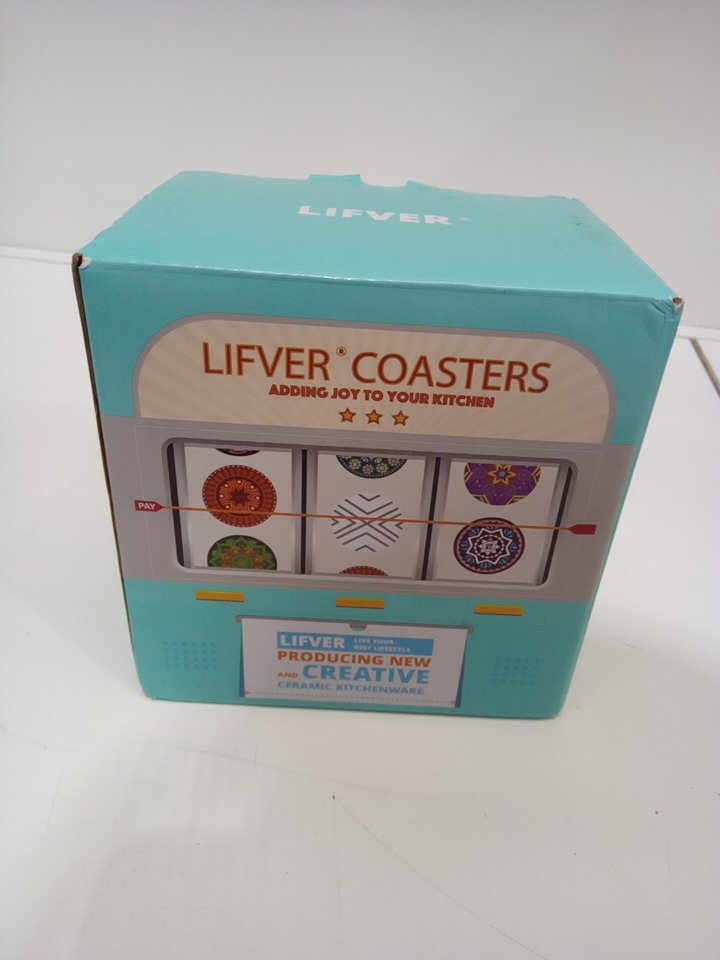 LIFVER
LIFVER® COASTERS
ADDING JOY TO YOUR KITCHEN
PAY
LIFVER LIVE YOUR
BEST LIFESTYLE
PRODUCING NEW
AND CREATIVE
CERAMIC KITCHENWARE.